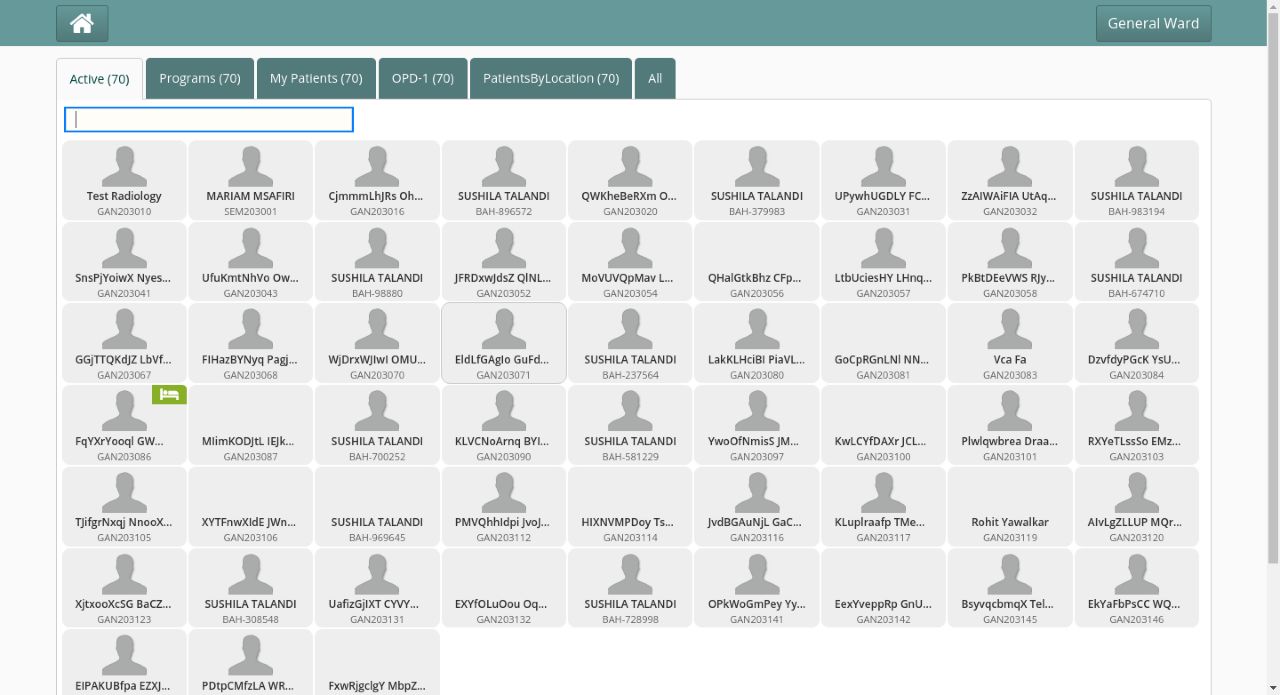 General Ward
Active (70)
Programs (70)
My Patients (70)
OPD-1 (70)
PatientsByLocation (70)
All
Test Radiology
GAN203010
MARIAM MSAFIRI
SEM203001
CjmmmLhJRs Oh...
GAN203016
SUSHILA TALANDI
BAH-896572
QWKheBeRXm O...
GAN203020
SUSHILA TALANDI
BAH-379983
UPywhUGDLY FC...
GAN203031
ZzAIWAiFIA UtAq...
GAN203032
SUSHILA TALANDI
BAH-983194
SnsPjYoiwX Nyes...
GAN203041
UfuKmtNhVo Ow...
GAN203043
SUSHILA TALANDI
BAH-98880
JFRDxwJdsZ QlNL...
GAN203052
MoVUVQpMav L...
GAN203054
QHalGtkBhz CFp...
GAN203056
LtbUciesHY LHnq...
GAN203057
PkBtDEeVWS RJy...
GAN203058
SUSHILA TALANDI
BAH-674710
GGjTTQKdJZ LbVf...
GAN203067
FIHazBYNyq Pagj...
GAN203068
WjDrxWJIwI OMU...
GAN203070
EldLfGAgIo GuFd...
GAN203071
SUSHILA TALANDI
BAH-237564
LakKLHciBI PiaVL...
GAN203080
GoCpRGnLNl NN...
GAN203081
Vca Fa
GAN203083
DzvfdyPGcK YsU...
GAN203084
FqYXrYooql GW...
GAN203086
MlimKODJtL IEJk...
GAN203087
SUSHILA TALANDI
BAH-700252
KLVCNoArnq BYI...
GAN203090
SUSHILA TALANDI
BAH-581229
YwoOfNmisS JM...
GAN203097
KwLCYfDAXr JCL...
GAN203100
Plwlqwbrea Draa...
GAN203101
RXYeTLssSo EMz...
GAN203103
TJifgrNxqj NnooX...
GAN203105
XYTFnwXIdE JWn...
GAN203106
SUSHILA TALANDI
BAH-969645
PMVQhhIdpi JvoJ...
GAN203112
HIXNVMPDoy Ts...
GAN203114
JvdBGAuNjL GaC...
GAN203116
KLuplraafp TMe...
GAN203117
Rohit Yawalkar
GAN203119
AIvLgZLLUP MQr...
GAN203120
XjtxooXcSG BaCZ...
GAN203123
SUSHILA TALANDI
BAH-308548
UafizGjIXT CYVY...
GAN203131
EXYfOLuOou Oq...
GAN203132
SUSHILA TALANDI
BAH-728998
OPkWoGmPey Yy...
GAN203141
EexYveppRp GnU...
GAN203142
BsyvqcbmqX Tel...
GAN203145
EkYaFbPsCC WQ...
GAN203146
EIPAKUBfpa EZXJ...
PDtpCMfzLA WR...
FxwRjgclgY MbpZ...